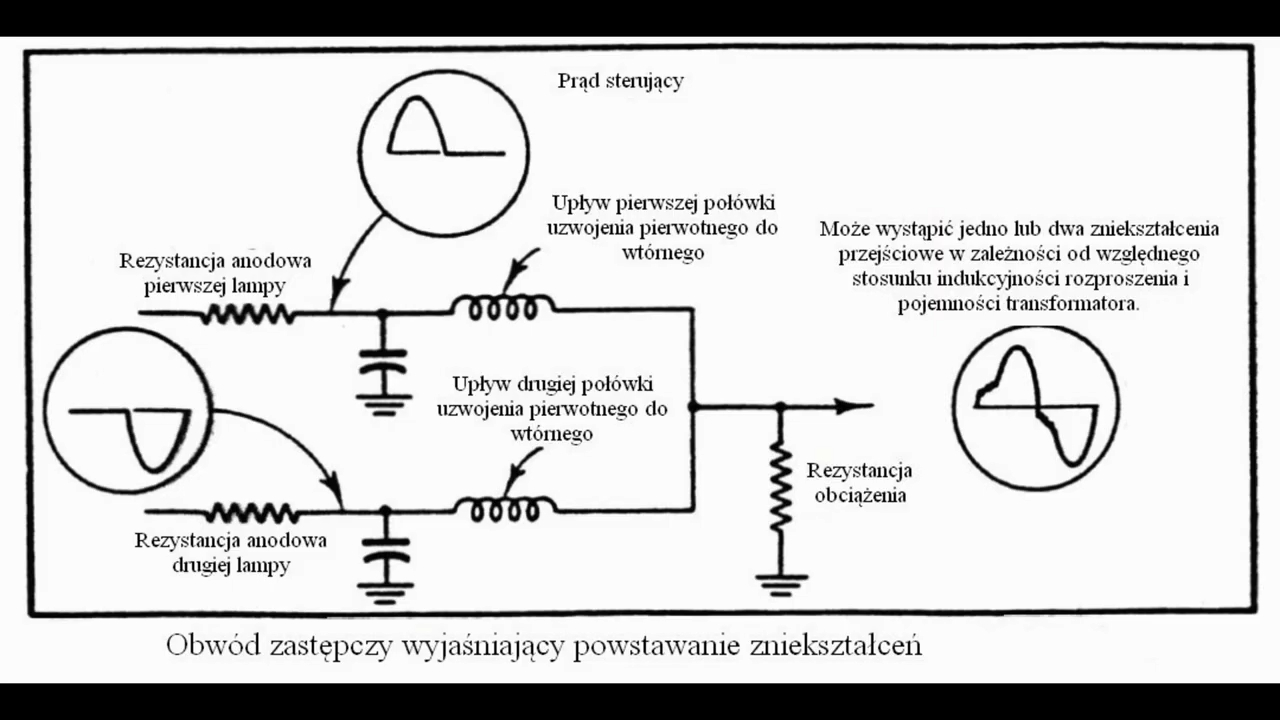 Prąd sterujący
Upływ pierwszej połówki
uzwojenia pierwotnego do
wtórnego
Może wystąpić jedno lub dwa zniekształcenia
przejściowe w zależności od względnego
stosunku indukcyjności rozproszenia i
pojemności transformatora.
Rezystancja anodowa
pierwszej lampy
Upływ drugiej połówki
uzwojenia pierwotnego do
wtórnego
Rezystancja
obciążenia
Rezystancja anodowa
drugiej lampy
Obwód zastępczy wyjaśniający powstawanie zniekształceń